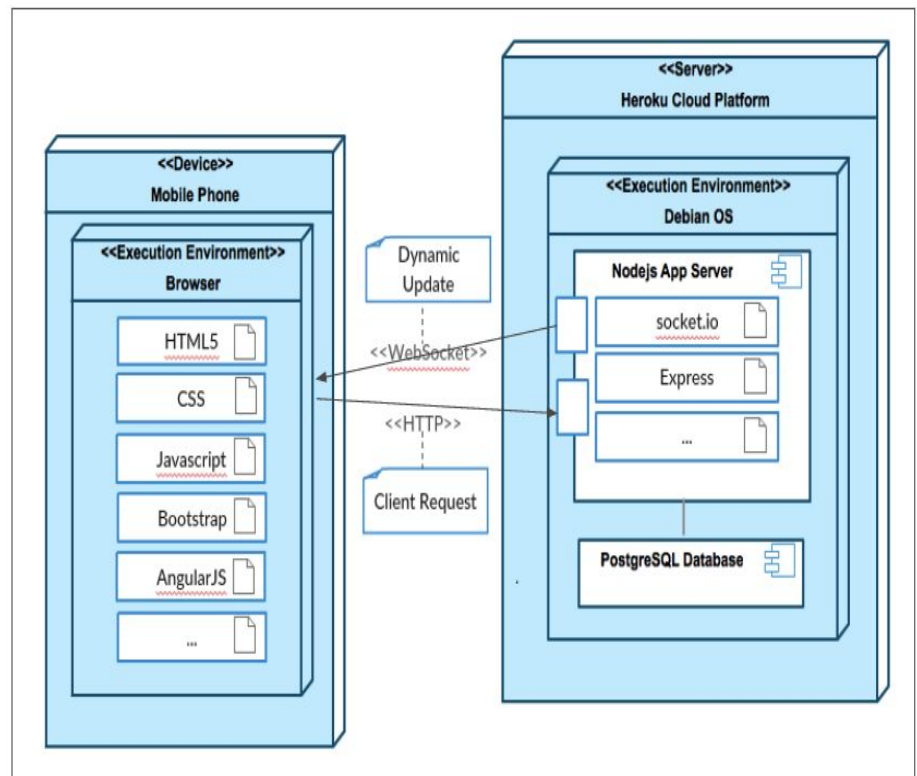 <<Device>>
Mobile Phone
<<Execution Environment>>
Browser
HTML5
CSS
Javascript
Bootstrap
AngularJS
...
Dynamic
Update
<<WebSocket>>
<<HTTP>>
Client Request
<<Server>>
Heroku Cloud Platform
<<Execution Environment>>
Debian OS
Nodejs App Server
socket.io
Express
...
PostgreSQL Database